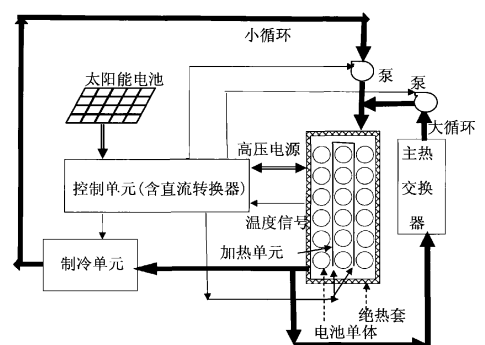 小循环
泵
泵
太阳能电池
大循环
高压电源
主热
交换
器
控制单元(含直流转换器)
温度信号
加热单元
制冷单元
绝热套
电池单体